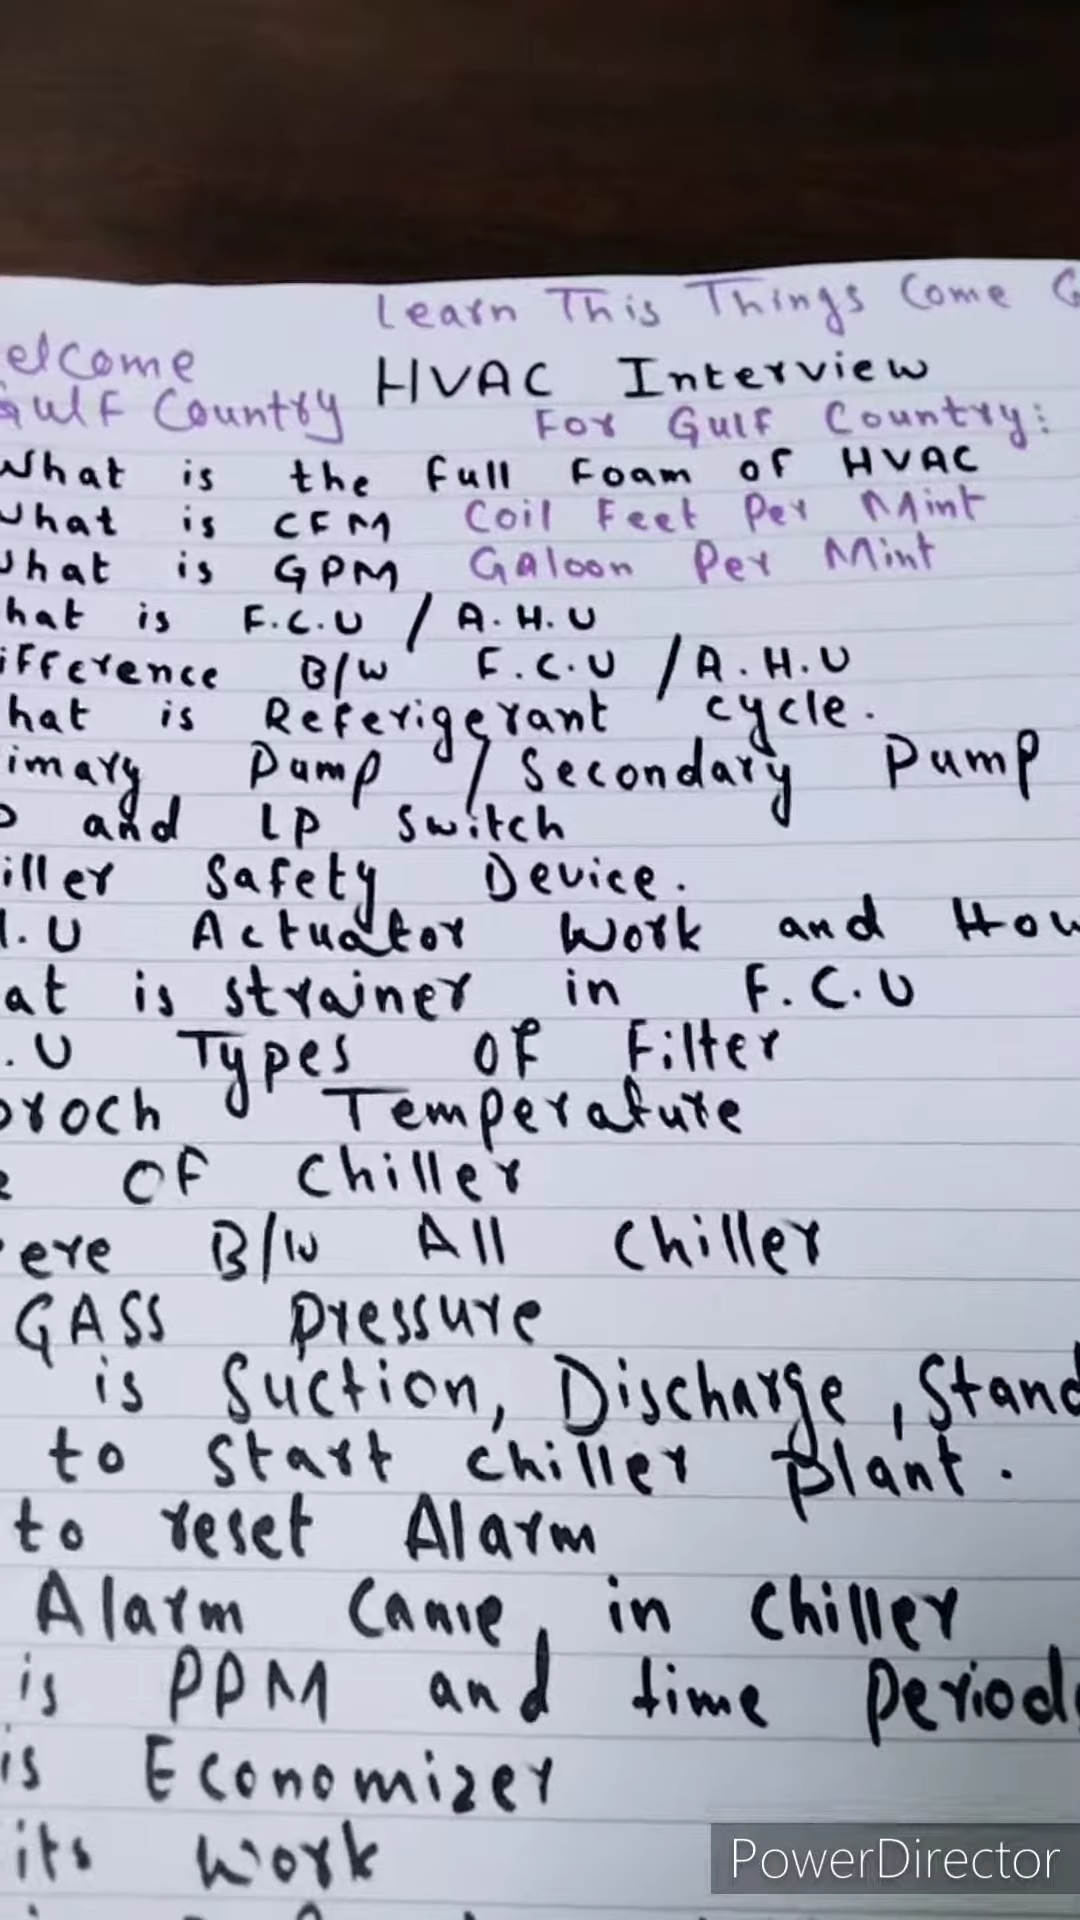 Learn This Things Come G
elcome
HVAC Interview
Gulf Country
For Gulf Country:
What is the full Foam of HVAC
what is CFM Coil Feet Per Mint
what is GPM Galoon Per Mint
hat is F.C.U / A.H.U
ifference B/w F.C.U / A.H.U
hat is Referigerant cycle.
imary Pump / Secondary Pump
P and LP Switch
iller Safety Device.
H.U Actuator Work and How
at is strainer in F.C.U
.U Types of Filter
proch Temperature
e of Chiller
ere B/w All Chiller
GASS Pressure
is Suction, Discharge, Stand
to start chiller plant.
to reset Alarm
Alarm Came in chiller
is PPM and time Period
is Economizer
its work
PowerDirector